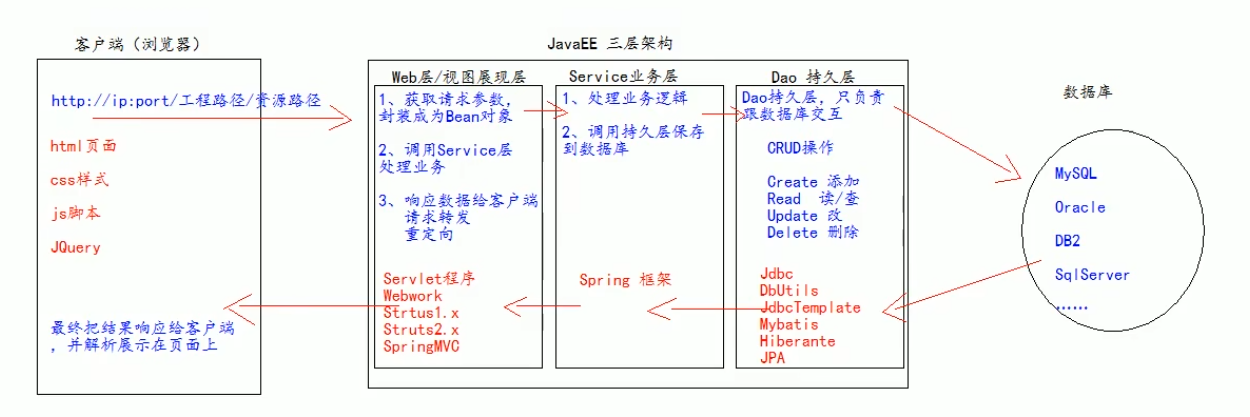 客户端（浏览器）
http://ip:port/工程路径/资源路径
html页面
css样式
js脚本
JQuery
最终把结果响应给客户端
，并解析展示在页面上
JavaEE 三层架构
Web层/视图展现层
1、获取请求参数，
封装成为Bean对象
2、调用Service层
处理业务
3、响应数据给客户端
请求转发
重定向
Servlet程序
Webwork
Strtus1.x
Struts2.x
SpringMVC
Service业务层
1、处理业务逻辑
2、调用持久层保存
到数据库
Spring 框架
Dao 持久层
Dao持久层，只负责
跟数据库交互
CRUD操作
Create 添加
Read 读/查
Update 改
Delete 删除
Jdbc
DbUtils
JdbcTemplate
Mybatis
Hiberante
JPA
数据库
MySQL
Oracle
DB2
SqlServer
......